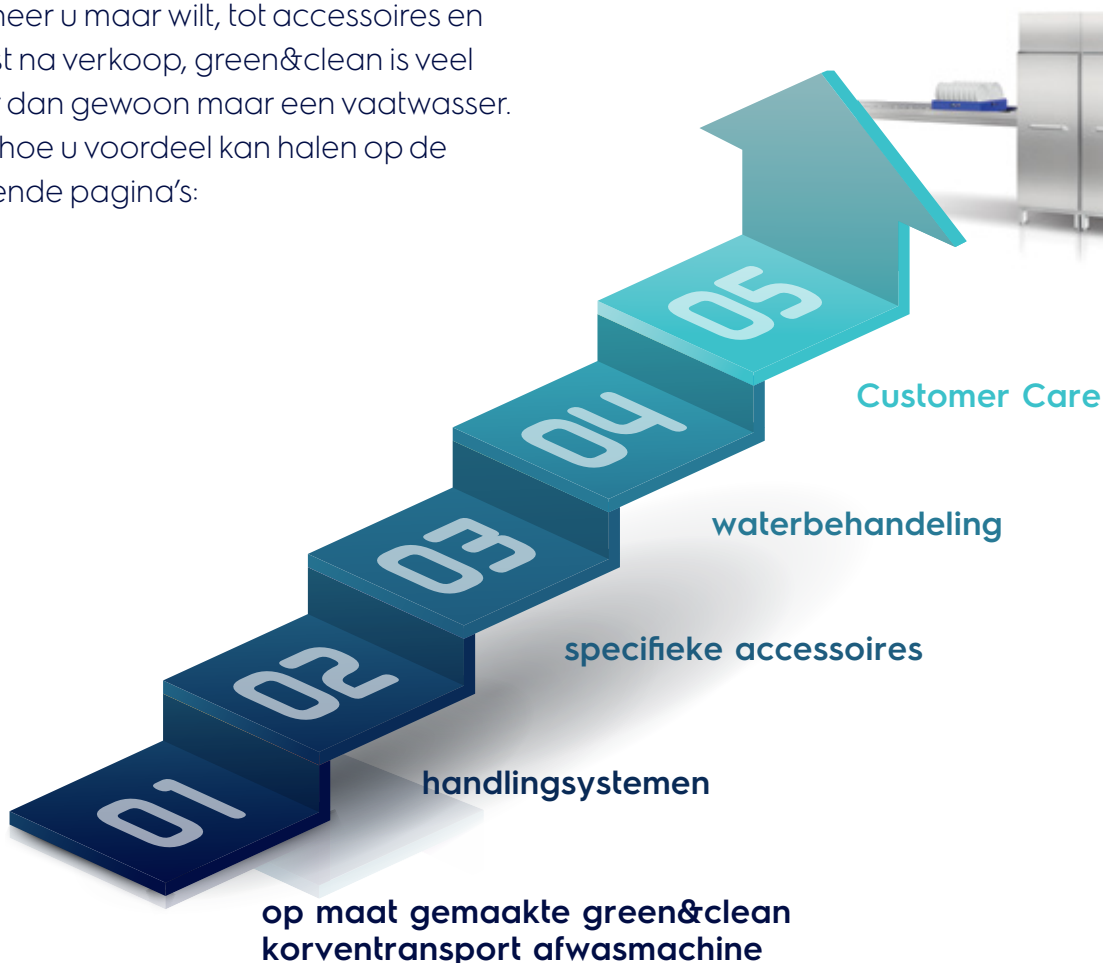 neer u maar wilt, tot accessoires en
st na verkoop, green&clean is veel
dan gewoon maar een vaatwasser.
hoe u voordeel kan halen op de
ende pagina's:
05
Customer Care
04
waterbehandeling
03
specifieke accessoires
02
handlingsystemen
01
op maat gemaakte green&clean
korventransport afwasmachine